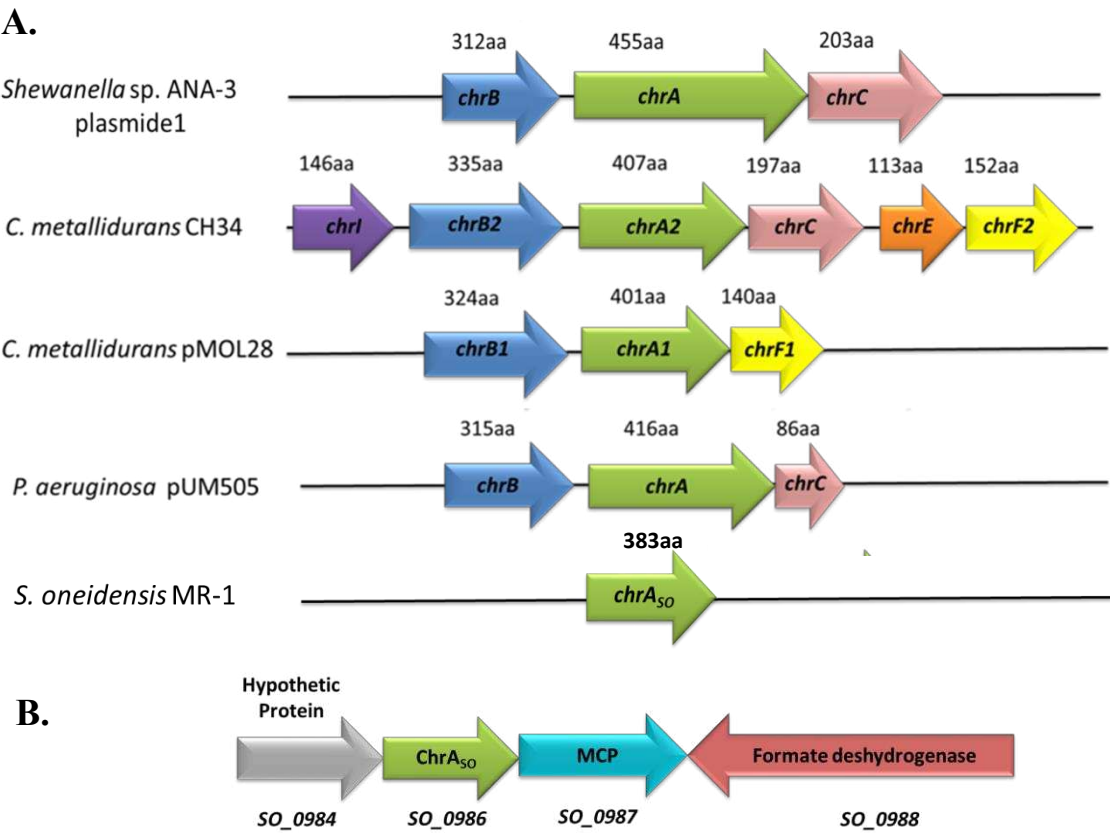 A.
312aa 455aa 203aa
Shewanella sp. ANA-3
plasmide1
chrB chrA chrC
146aa 335aa 407aa 197aa 113aa 152aa
C. metallidurans CH34
chrI chrB2 chrA2 chrC chrE chrF2
324aa 401aa 140aa
C. metallidurans pMOL28
chrB1 chrA1 chrF1
315aa 416aa 86aa
P. aeruginosa pUM505
chrB chrA chrC
383aa
S. oneidensis MR-1
chrASO
B.
Hypothetic
Protein
ChrASO MCP Formate deshydrogenase
SO_0984 SO_0986 SO_0987 SO_0988